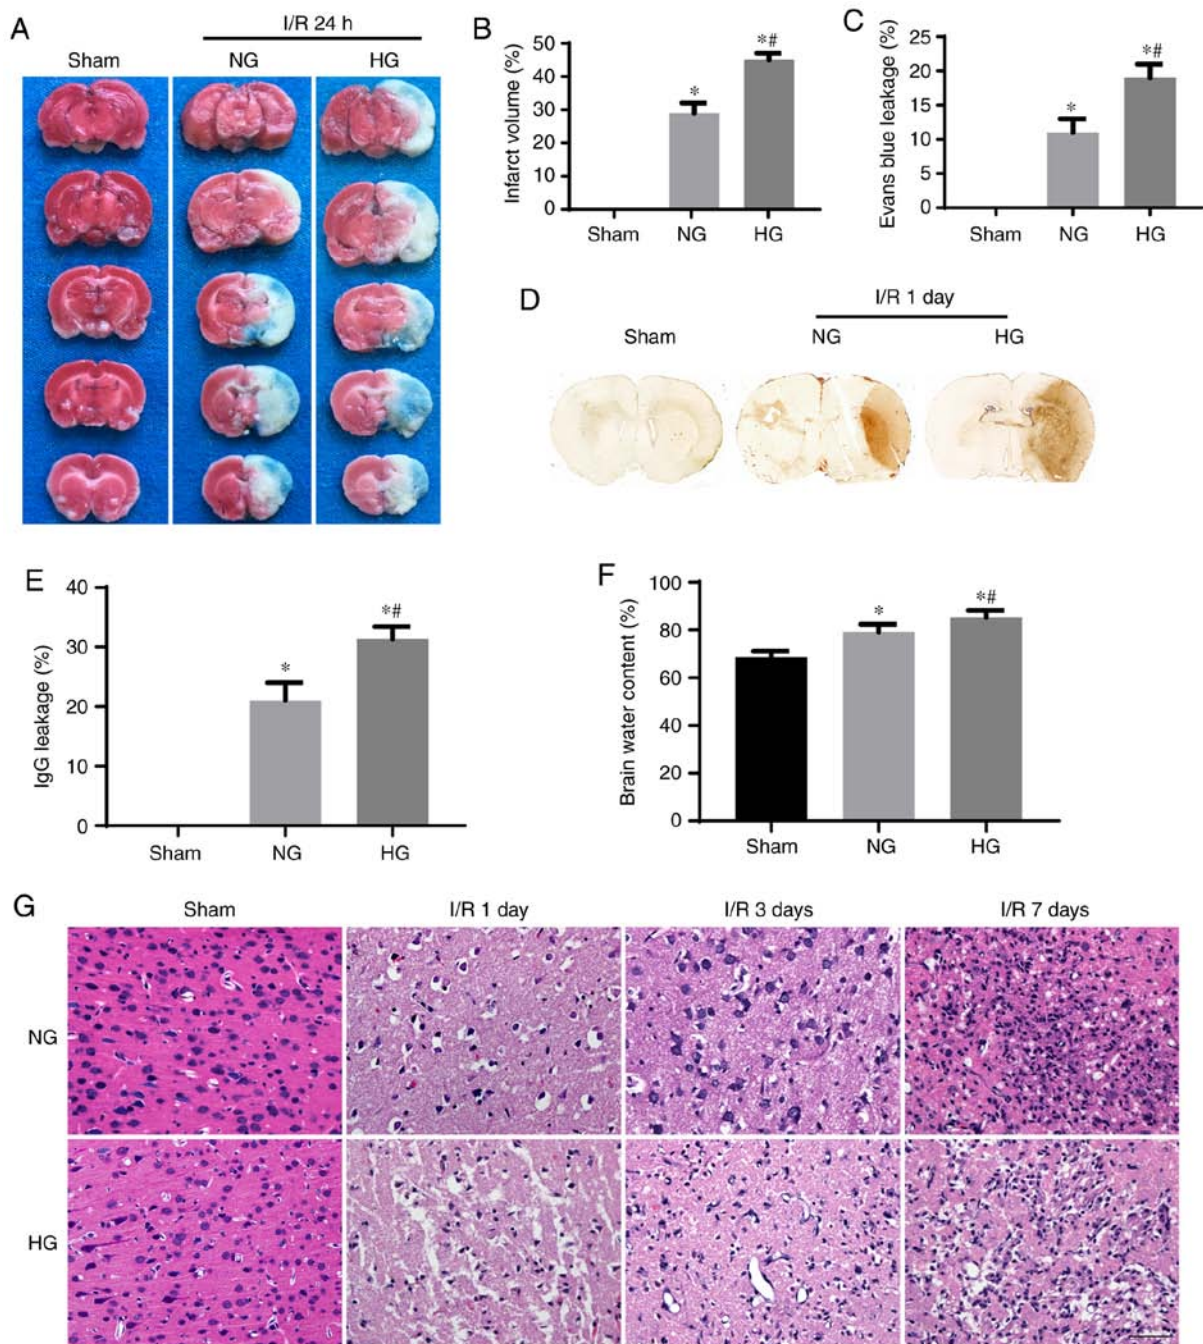 A
I/R 24 h
Sham NG HG
B
Infarct volume (%)
50
40
30
20
10
0
*
*#
Sham NG HG
C
Evans blue leakage (%)
25
20
15
10
5
0
*
*#
Sham NG HG
D
I/R 1 day
Sham NG HG
E
IgG leakage (%)
40
30
20
10
0
*
*#
Sham NG HG
F
Brain water content (%)
100
80
60
40
20
0
*
*#
Sham NG HG
G
Sham I/R 1 day I/R 3 days I/R 7 days
NG
HG